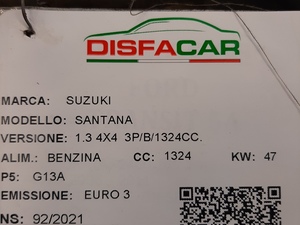 DISFACAR
MARCA: SUZUKI
MODELLO: SANTANA
VERSIONE: 1.3 4X4 3P/B/1324CC.
ALIM.: BENZINA CC: 1324 KW: 47
P5: G13A
EMISSIONE: EURO 3
NS: 92/2021